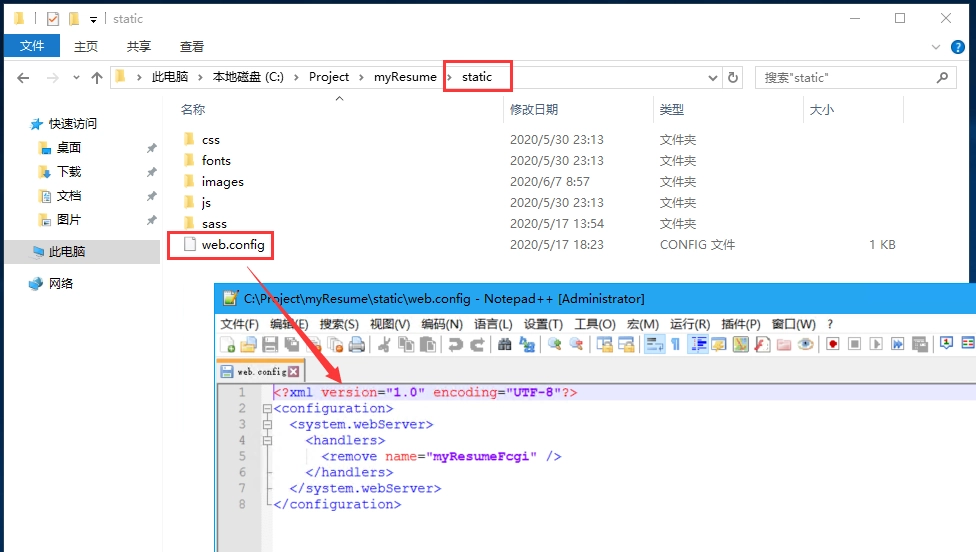 static
文件 主页 共享 查看
此电脑 本地磁盘 (C:) Project myResume static 搜索"static"
名称 修改日期 类型 大小
快速访问
桌面
下载
文档
图片
此电脑
网络
css 2020/5/30 23:13 文件夹
fonts 2020/5/30 23:13 文件夹
images 2020/6/7 8:57 文件夹
js 2020/5/30 23:13 文件夹
sass 2020/5/17 13:54 文件夹
web.config 2020/5/17 18:23 CONFIG 文件 1 KB
C:\Project\myResume\static\web.config - Notepad++ [Administrator]
文件(F) 编辑(E) 搜索(S) 视图(V) 编码(N) 语言(L) 设置(T) 工具(O) 宏(M) 运行(R) 插件(P) 窗口(W) ?
web.config
1 <?xml version="1.0" encoding="UTF-8"?>
2 <configuration>
3 <system.webServer>
4 <handlers>
5 <remove name="myResumeFcgi" />
6 </handlers>
7 </system.webServer>
8 </configuration>